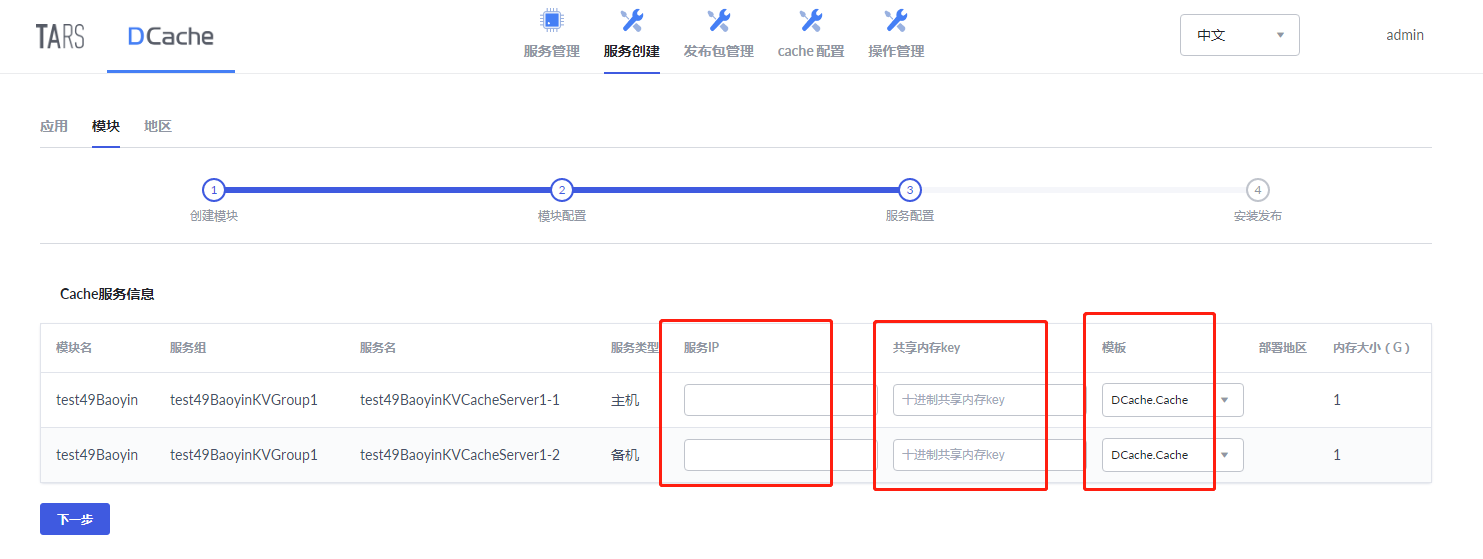 TARS DCache 服务管理 服务创建 发布包管理 cache 配置 操作管理 中文 admin
应用 模块 地区
1 2 3 4
创建模块 模块配置 服务配置 安装发布
Cache服务信息
模块名 服务组 服务名 服务类型 服务IP 共享内存key 模板 部署地区 内存大小（G）
test49Baoyin test49BaoyinKVGroup1 test49BaoyinKVCacheServer1-1 主机 十进制共享内存key DCache.Cache 1
test49Baoyin test49BaoyinKVGroup1 test49BaoyinKVCacheServer1-2 备机 十进制共享内存key DCache.Cache 1
下一步